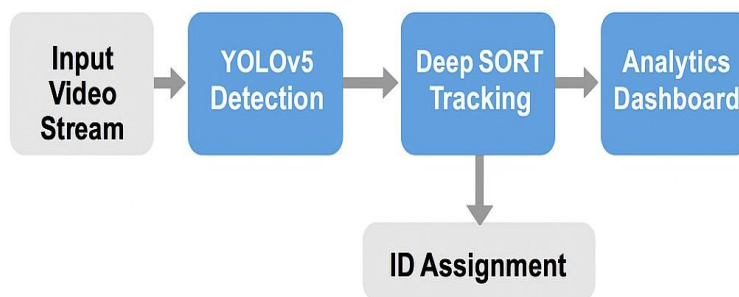 Input
Video
Stream
YOLOv5
Detection
Deep SORT
Tracking
Analytics
Dashboard
ID Assignment